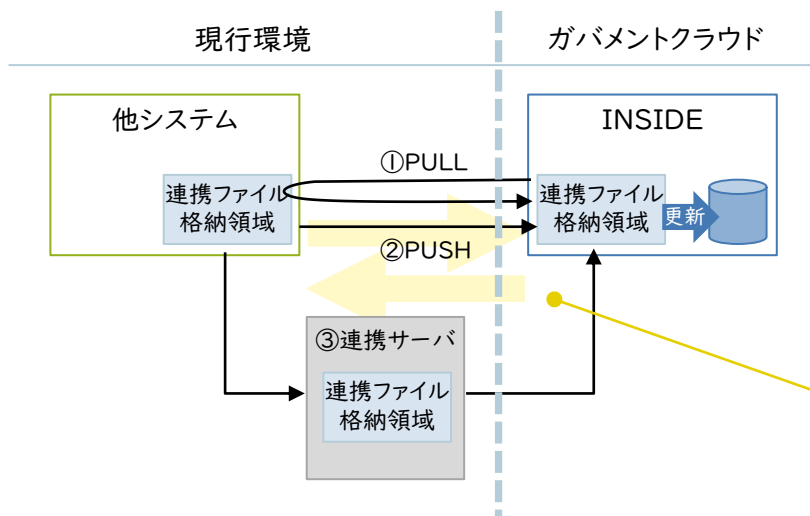 現行環境
ガバメントクラウド
他システム
INSIDE
①PULL
連携ファイル
格納領域
連携ファイル
格納領域
更新
②PUSH
③連携サーバ
連携ファイル
格納領域